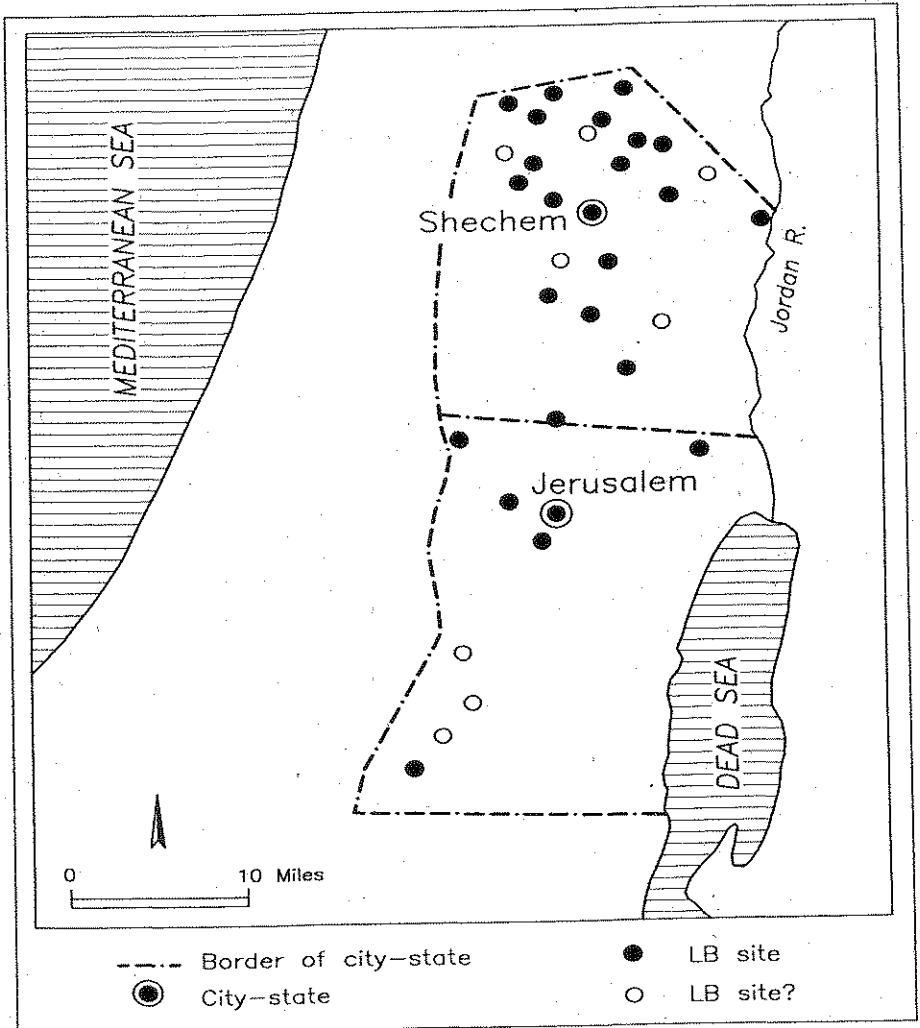 MEDITERRANEAN SEA
Shechem
Jordan R.
Jerusalem
DEAD SEA
0 10 Miles
Border of city-state
City-state
LB site
LB site?